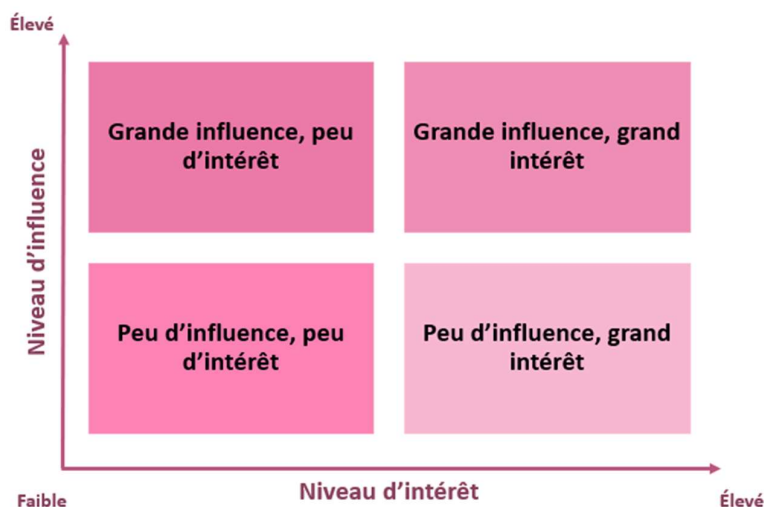 Élevé
Niveau d’influence
Grande influence, peu
d’intérêt
Grande influence, grand
intérêt
Peu d’influence, peu
d’intérêt
Peu d’influence, grand
intérêt
Faible
Niveau d’intérêt
Élevé